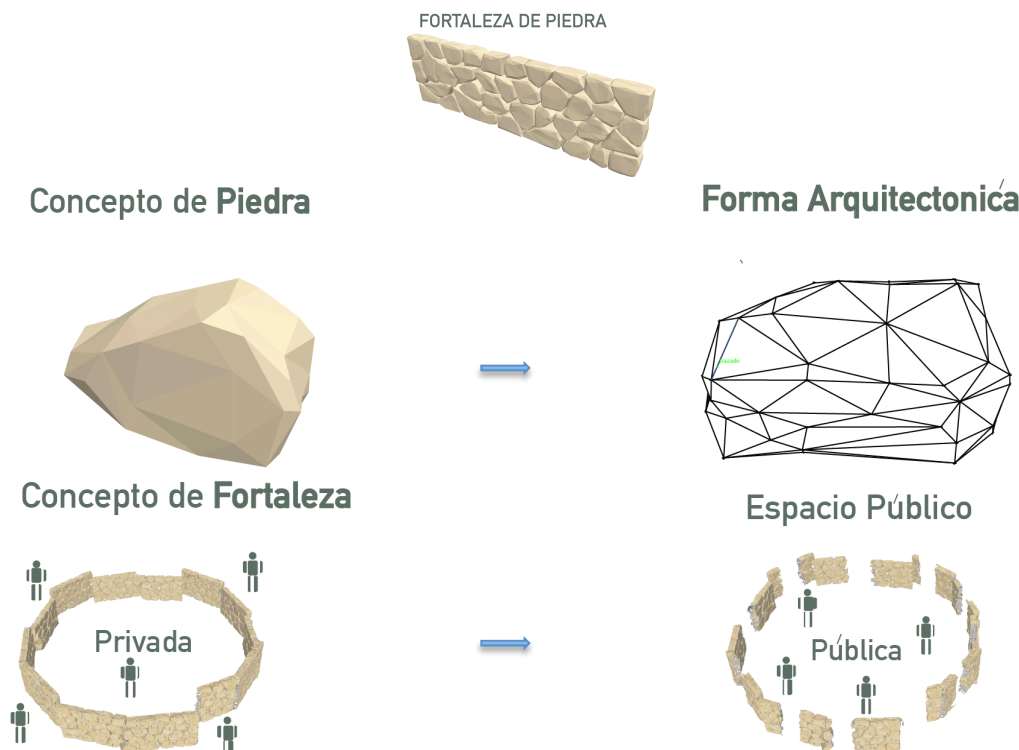 FORTALEZA DE PIEDRA
Concepto de Piedra
Forma Arquitectonica
Concepto de Fortaleza
Espacio Público
Privada
Pública